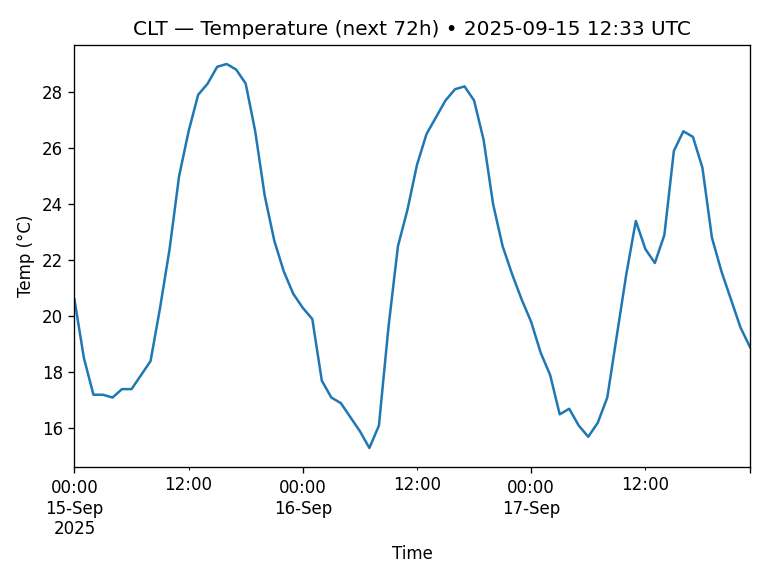 CLT — Temperature (next 72h) • 2025-09-15 12:33 UTC
Temp (°C)
28
26
24
22
20
18
16
00:00 12:00 00:00 12:00 00:00 12:00
15-Sep 16-Sep 17-Sep
2025
Time